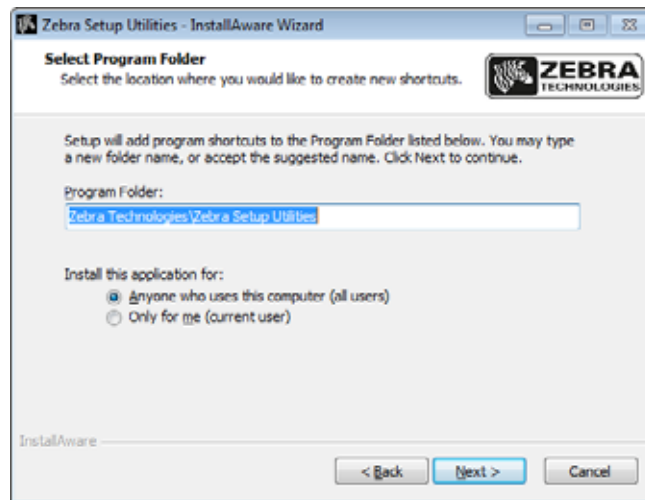 Zebra Setup Utilities - InstallAware Wizard
Select Program Folder
Select the location where you would like to create new shortcuts.
ZEBRA
TECHNOLOGIES
Setup will add program shortcuts to the Program Folder listed below. You may type
a new folder name, or accept the suggested name. Click Next to continue.
Program Folder:
Zebra Technologies\Zebra Setup Utilities
Install this application for:
Anyone who uses this computer (all users)
Only for me (current user)
InstallAware
< Back Next > Cancel